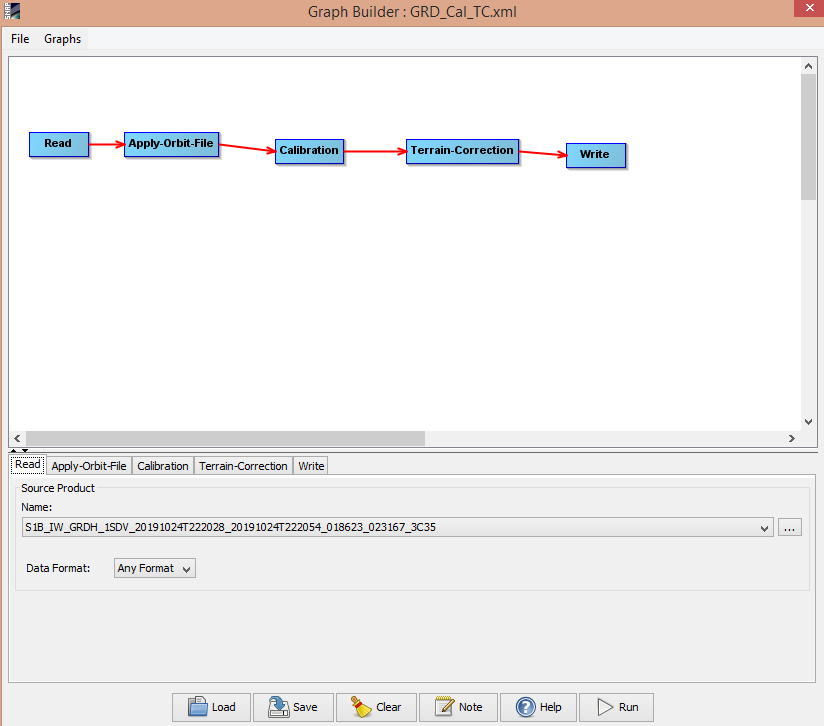 Graph Builder : GRD_Cal_TC.xml
File Graphs
Read Apply-Orbit-File Calibration Terrain-Correction Write
Read Apply-Orbit-File Calibration Terrain-Correction Write
Source Product
Name:
S1B_IW_GRDH_1SDV_20191024T222028_20191024T222054_018623_023167_3C35 ...
Data Format: Any Format
Load Save Clear Note Help Run